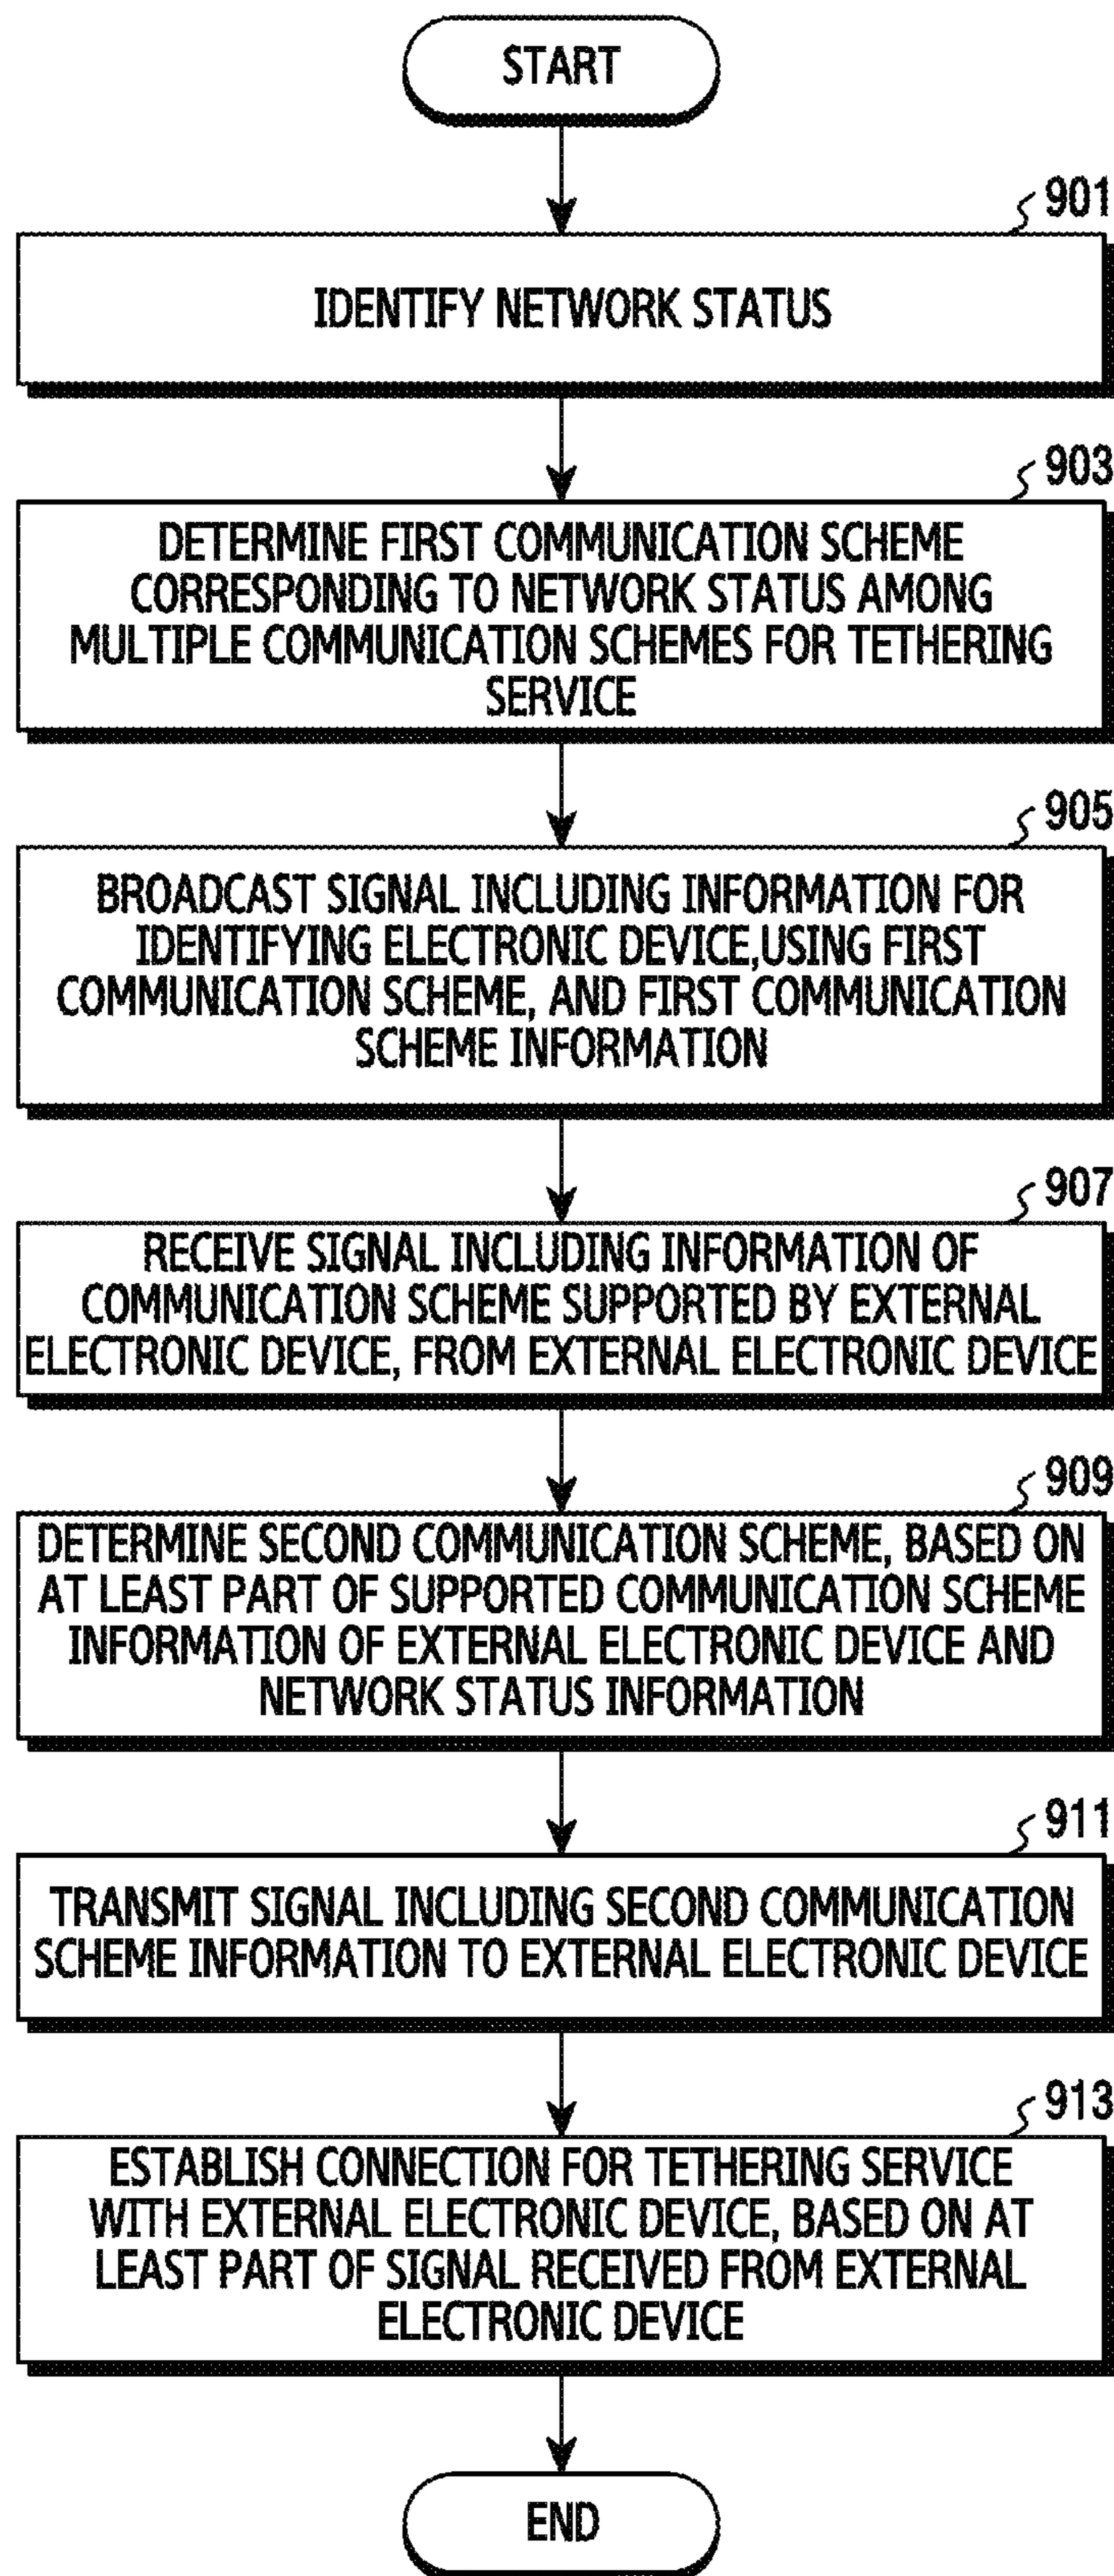 START
901
IDENTIFY NETWORK STATUS
903
DETERMINE FIRST COMMUNICATION SCHEME
CORRESPONDING TO NETWORK STATUS AMONG
MULTIPLE COMMUNICATION SCHEMES FOR TETHERING
SERVICE
905
BROADCAST SIGNAL INCLUDING INFORMATION FOR
IDENTIFYING ELECTRONIC DEVICE,USING FIRST
COMMUNICATION SCHEME, AND FIRST COMMUNICATION
SCHEME INFORMATION
907
RECEIVE SIGNAL INCLUDING INFORMATION OF
COMMUNICATION SCHEME SUPPORTED BY EXTERNAL
ELECTRONIC DEVICE, FROM EXTERNAL ELECTRONIC DEVICE
909
DETERMINE SECOND COMMUNICATION SCHEME, BASED ON
AT LEAST PART OF SUPPORTED COMMUNICATION SCHEME
INFORMATION OF EXTERNAL ELECTRONIC DEVICE AND
NETWORK STATUS INFORMATION
911
TRANSMIT SIGNAL INCLUDING SECOND COMMUNICATION
SCHEME INFORMATION TO EXTERNAL ELECTRONIC DEVICE
913
ESTABLISH CONNECTION FOR TETHERING SERVICE
WITH EXTERNAL ELECTRONIC DEVICE, BASED ON AT
LEAST PART OF SIGNAL RECEIVED FROM EXTERNAL
ELECTRONIC DEVICE
END